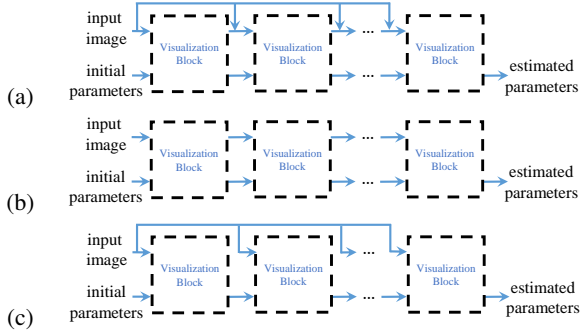 input
image
Visualization
Block
Visualization
Block
...
Visualization
Block
initial
parameters
...
estimated
parameters
(a)
input
image
Visualization
Block
Visualization
Block
...
Visualization
Block
initial
parameters
...
estimated
parameters
(b)
input
image
Visualization
Block
Visualization
Block
...
Visualization
Block
initial
parameters
...
estimated
parameters
(c)